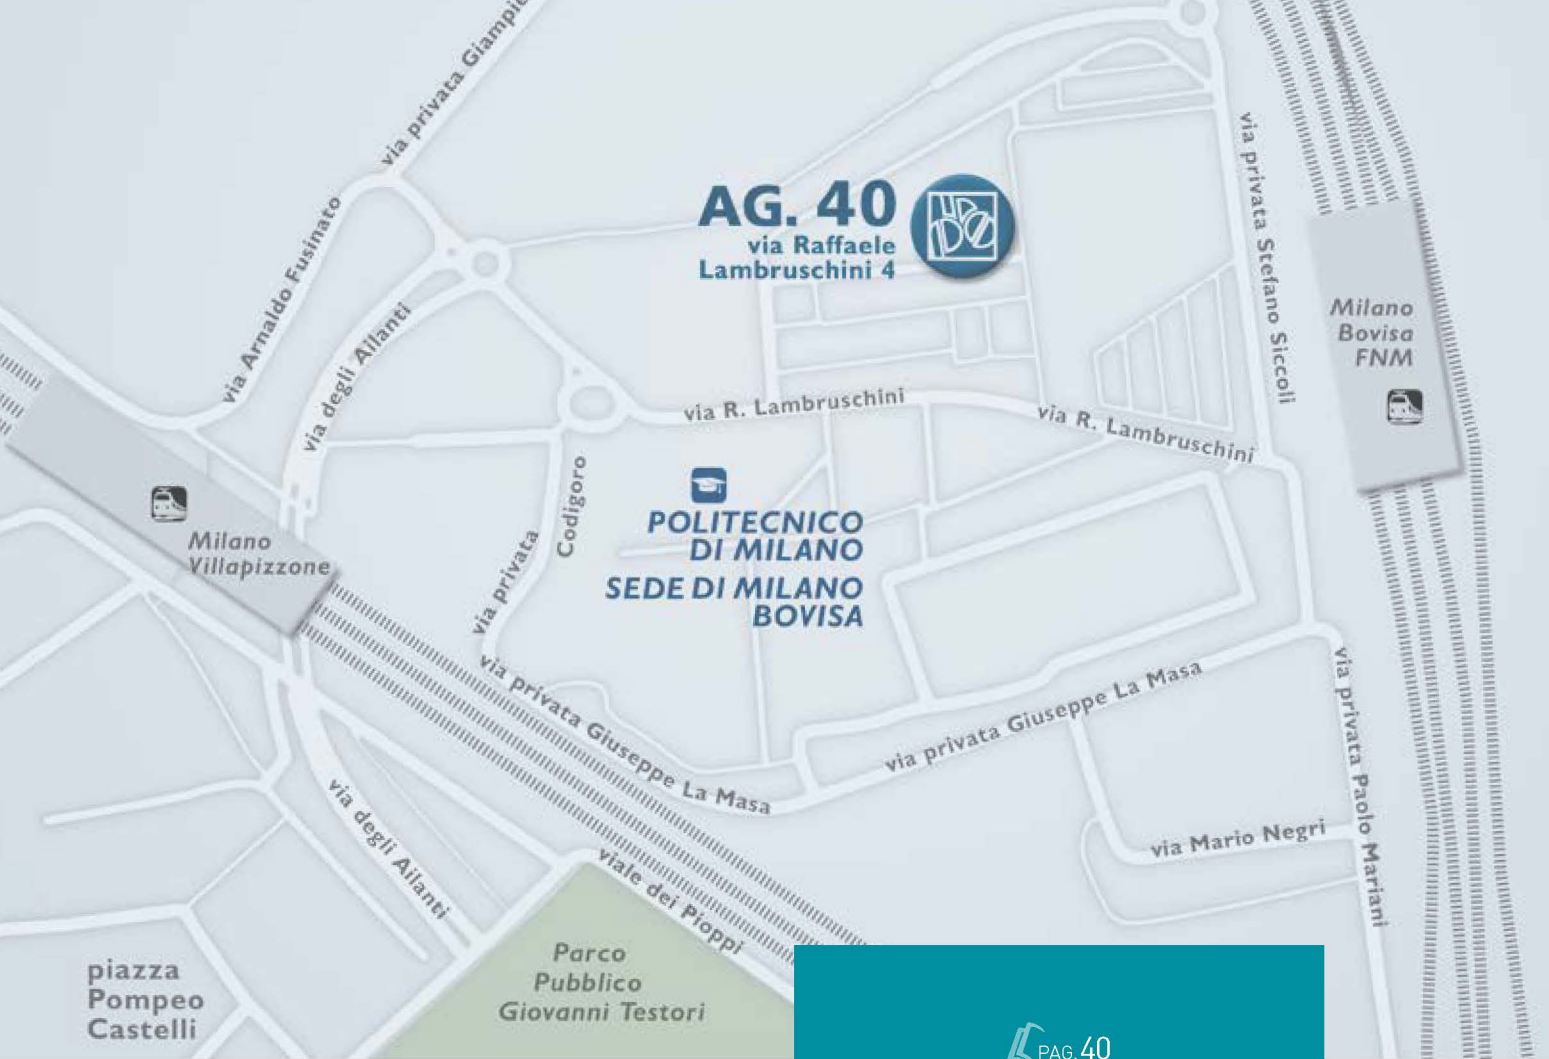 via privata Giampie
via Arnaldo Fusinato
via degli Ailanti
AG. 40
via Raffaele
Lambruschini 4
via privata Stefano Siccoli
Milano
Bovisa
FNM
via R. Lambruschini
via R. Lambruschini
Milano
Villapizzone
via privata
Codigoro
POLITECNICO
DI MILANO
SEDE DI MILANO
BOVISA
via privata Giuseppe La Masa
via privata Giuseppe La Masa
via privata Paolo Mariani
via Mario Negri
via degli Ailanti
viale dei Pioppi
Parco
Pubblico
Giovanni Testori
piazza
Pompeo
Castelli
PAG. 40